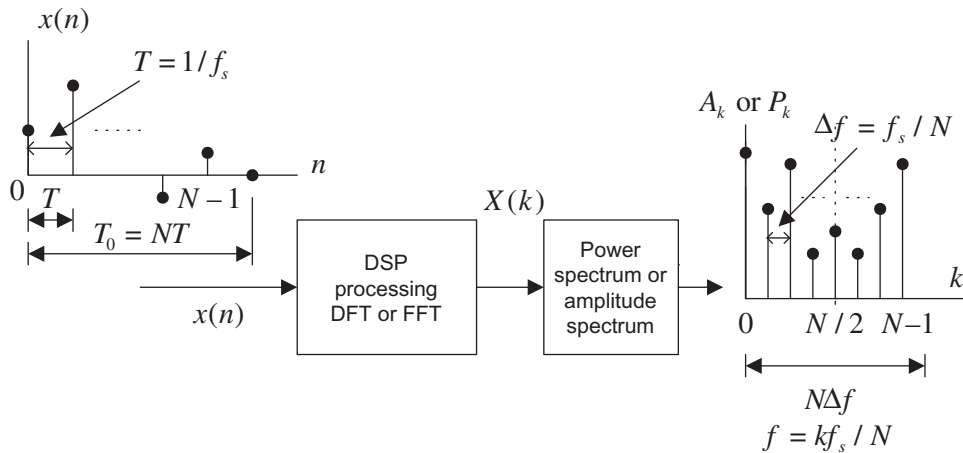 x(n)
T = 1/f_s
.....
n
0
T
N – 1
T_0 = NT
x(n)
DSP
processing
DFT or FFT
X(k)
Power
spectrum or
amplitude
spectrum
A_k or P_k
Δf = f_s / N
k
0
N / 2
N–1
NΔf
f = kf_s / N